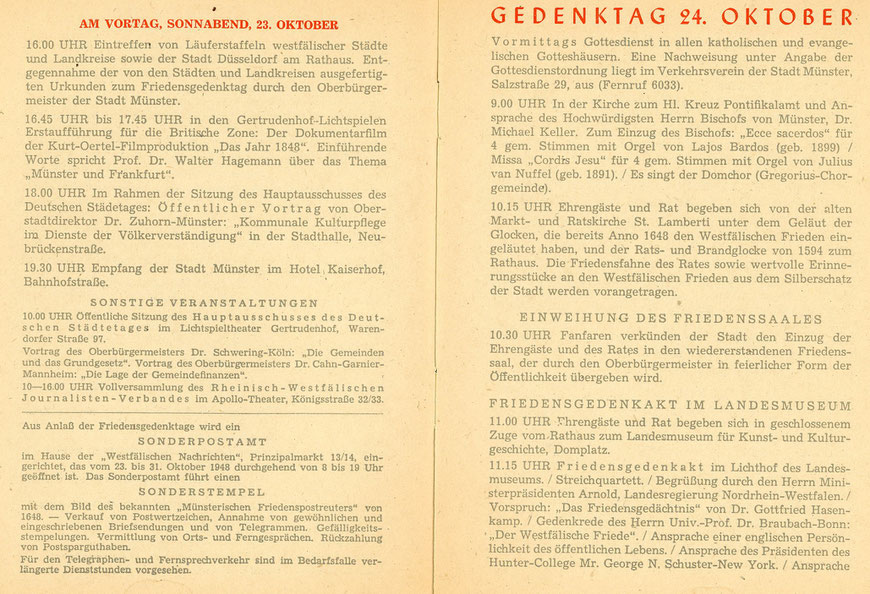 AM VORTAG, SONNABEND, 23. OKTOBER
16.00 UHR Eintreffen von Läuferstaffeln westfälischer Städte
und Landkreise sowie der Stadt Düsseldorf am Rathaus. Ent-
gegennahme der von den Städten und Landkreisen ausgefertig-
ten Urkunden zum Friedensgedenktag durch den Oberbürger-
meister der Stadt Münster.
16.45 UHR bis 17.45 UHR in den Gertrudenhof-Lichtspielen
Erstaufführung für die Britische Zone: Der Dokumentarfilm
der Kurt-Oertel-Filmproduktion „Das Jahr 1848“. Einführende
Worte spricht Prof. Dr. Walter Hagemann über das Thema
„Münster und Frankfurt“.
18.00 UHR Im Rahmen der Sitzung des Hauptausschusses des
Deutschen Städtetages: Öffentlicher Vortrag von Ober-
stadtdirektor Dr. Zuhorn-Münster: „Kommunale Kulturpflege
im Dienste der Völkerverständigung“ in der Stadthalle, Neu-
brückenstraße.
19.30 UHR Empfang der Stadt Münster im Hotel Kaiserhof,
Bahnhofstraße.
SONSTIGE VERANSTALTUNGEN
10.00 UHR Öffentliche Sitzung des Hauptausschusses des Deut-
schen Städtetages im Lichtspieltheater Gertrudenhof, Waren-
dorfer Straße 97.
Vortrag des Oberbürgermeisters Dr. Schwering-Köln: „Die Gemeinden
und das Grundgesetz“. Vortrag des Oberbürgermeisters Dr. Cahn-Garnier-
Mannheim: „Die Lage der Gemeindefinanzen“.
10—16.00 UHR Vollversammlung des Rheinisch-Westfälischen
Journalisten-Verbandes im Apollo-Theater, Königsstraße 32/33.
Aus Anlaß der Friedensgedenktage wird ein
SONDERPOSTAMT
im Hause der „Westfälischen Nachrichten“, Prinzipalmarkt 13/14, ein-
gerichtet, das vom 23. bis 31. Oktober 1948 durchgehend von 8 bis 19 Uhr
geöffnet ist. Das Sonderpostamt führt einen
SONDERSTEMPEL
mit dem Bild des bekannten „Münsterischen Friedenspostreuters“ von
1648. — Verkauf von Postwertzeichen, Annahme von gewöhnlichen und
eingeschriebenen Briefsendungen und von Telegrammen. Gefälligkeits-
stempelungen. Vermittlung von Orts- und Ferngesprächen. Rückzahlung
von Postsparguthaben.
Für den Telegraphen- und Fernsprechverkehr sind im Bedarfsfalle ver-
längerte Dienststunden vorgesehen.
GEDENKTAG 24. OKTOBER
Vormittags Gottesdienst in allen katholischen und evange-
lischen Gotteshäusern. Eine Nachweisung unter Angabe der
Gottesdienstordnung liegt im Verkehrsverein der Stadt Münster,
Salzstraße 29, aus (Fernruf 6033).
9.00 UHR In der Kirche zum Hl. Kreuz Pontifikalamt und An-
sprache des Hochwürdigsten Herrn Bischofs von Münster, Dr.
Michael Keller. Zum Einzug des Bischofs: „Ecce sacerdos“ für
4 gem. Stimmen mit Orgel von Lajos Bardos (geb. 1899) /
Missa „Cordis Jesu“ für 4 gem. Stimmen mit Orgel von Julius
van Nuffel (geb. 1891). / Es singt der Domchor (Gregorius-Chor-
gemeinde).
10.15 UHR Ehrengäste und Rat begeben sich von der alten
Markt- und Ratskirche St. Lamberti unter dem Geläut der
Glocken, die bereits Anno 1648 den Westfälischen Frieden ein-
geläutet haben, und der Rats- und Brandglocke von 1594 zum
Rathaus. Die Friedensfahne des Rates sowie wertvolle Erinne-
rungsstücke an den Westfälischen Frieden aus dem Silberschatz
der Stadt werden vorangetragen.
EINWEIHUNG DES FRIEDENSSAALES
10.30 UHR Fanfaren verkünden der Stadt den Einzug der
Ehrengäste und des Rates in den wiedererstandenen Friedens-
saal, der durch den Oberbürgermeister in feierlicher Form der
Öffentlichkeit übergeben wird.
FRIEDENSGEDENKAKT IM LANDESMUSEUM
11.00 UHR Ehrengäste und Rat begeben sich in geschlossenem
Zuge vom Rathaus zum Landesmuseum für Kunst- und Kultur-
geschichte, Domplatz.
11.15 UHR Friedensgedenkakt im Lichthof des Landes-
museums. / Streichquartett. / Begrüßung durch den Herrn Mini-
sterpräsidenten Arnold, Landesregierung Nordrhein-Westfalen. /
Vorspruch: „Das Friedensgedächtnis“ von Dr. Gottfried Hasen-
kamp. / Gedenkrede des Herrn Univ.-Prof. Dr. Braubach-Bonn:
„Der Westfälische Friede“. / Ansprache einer englischen Persön-
lichkeit des öffentlichen Lebens. / Ansprache des Präsidenten des
Hunter-College Mr. George N. Schuster-New York. / Ansprache